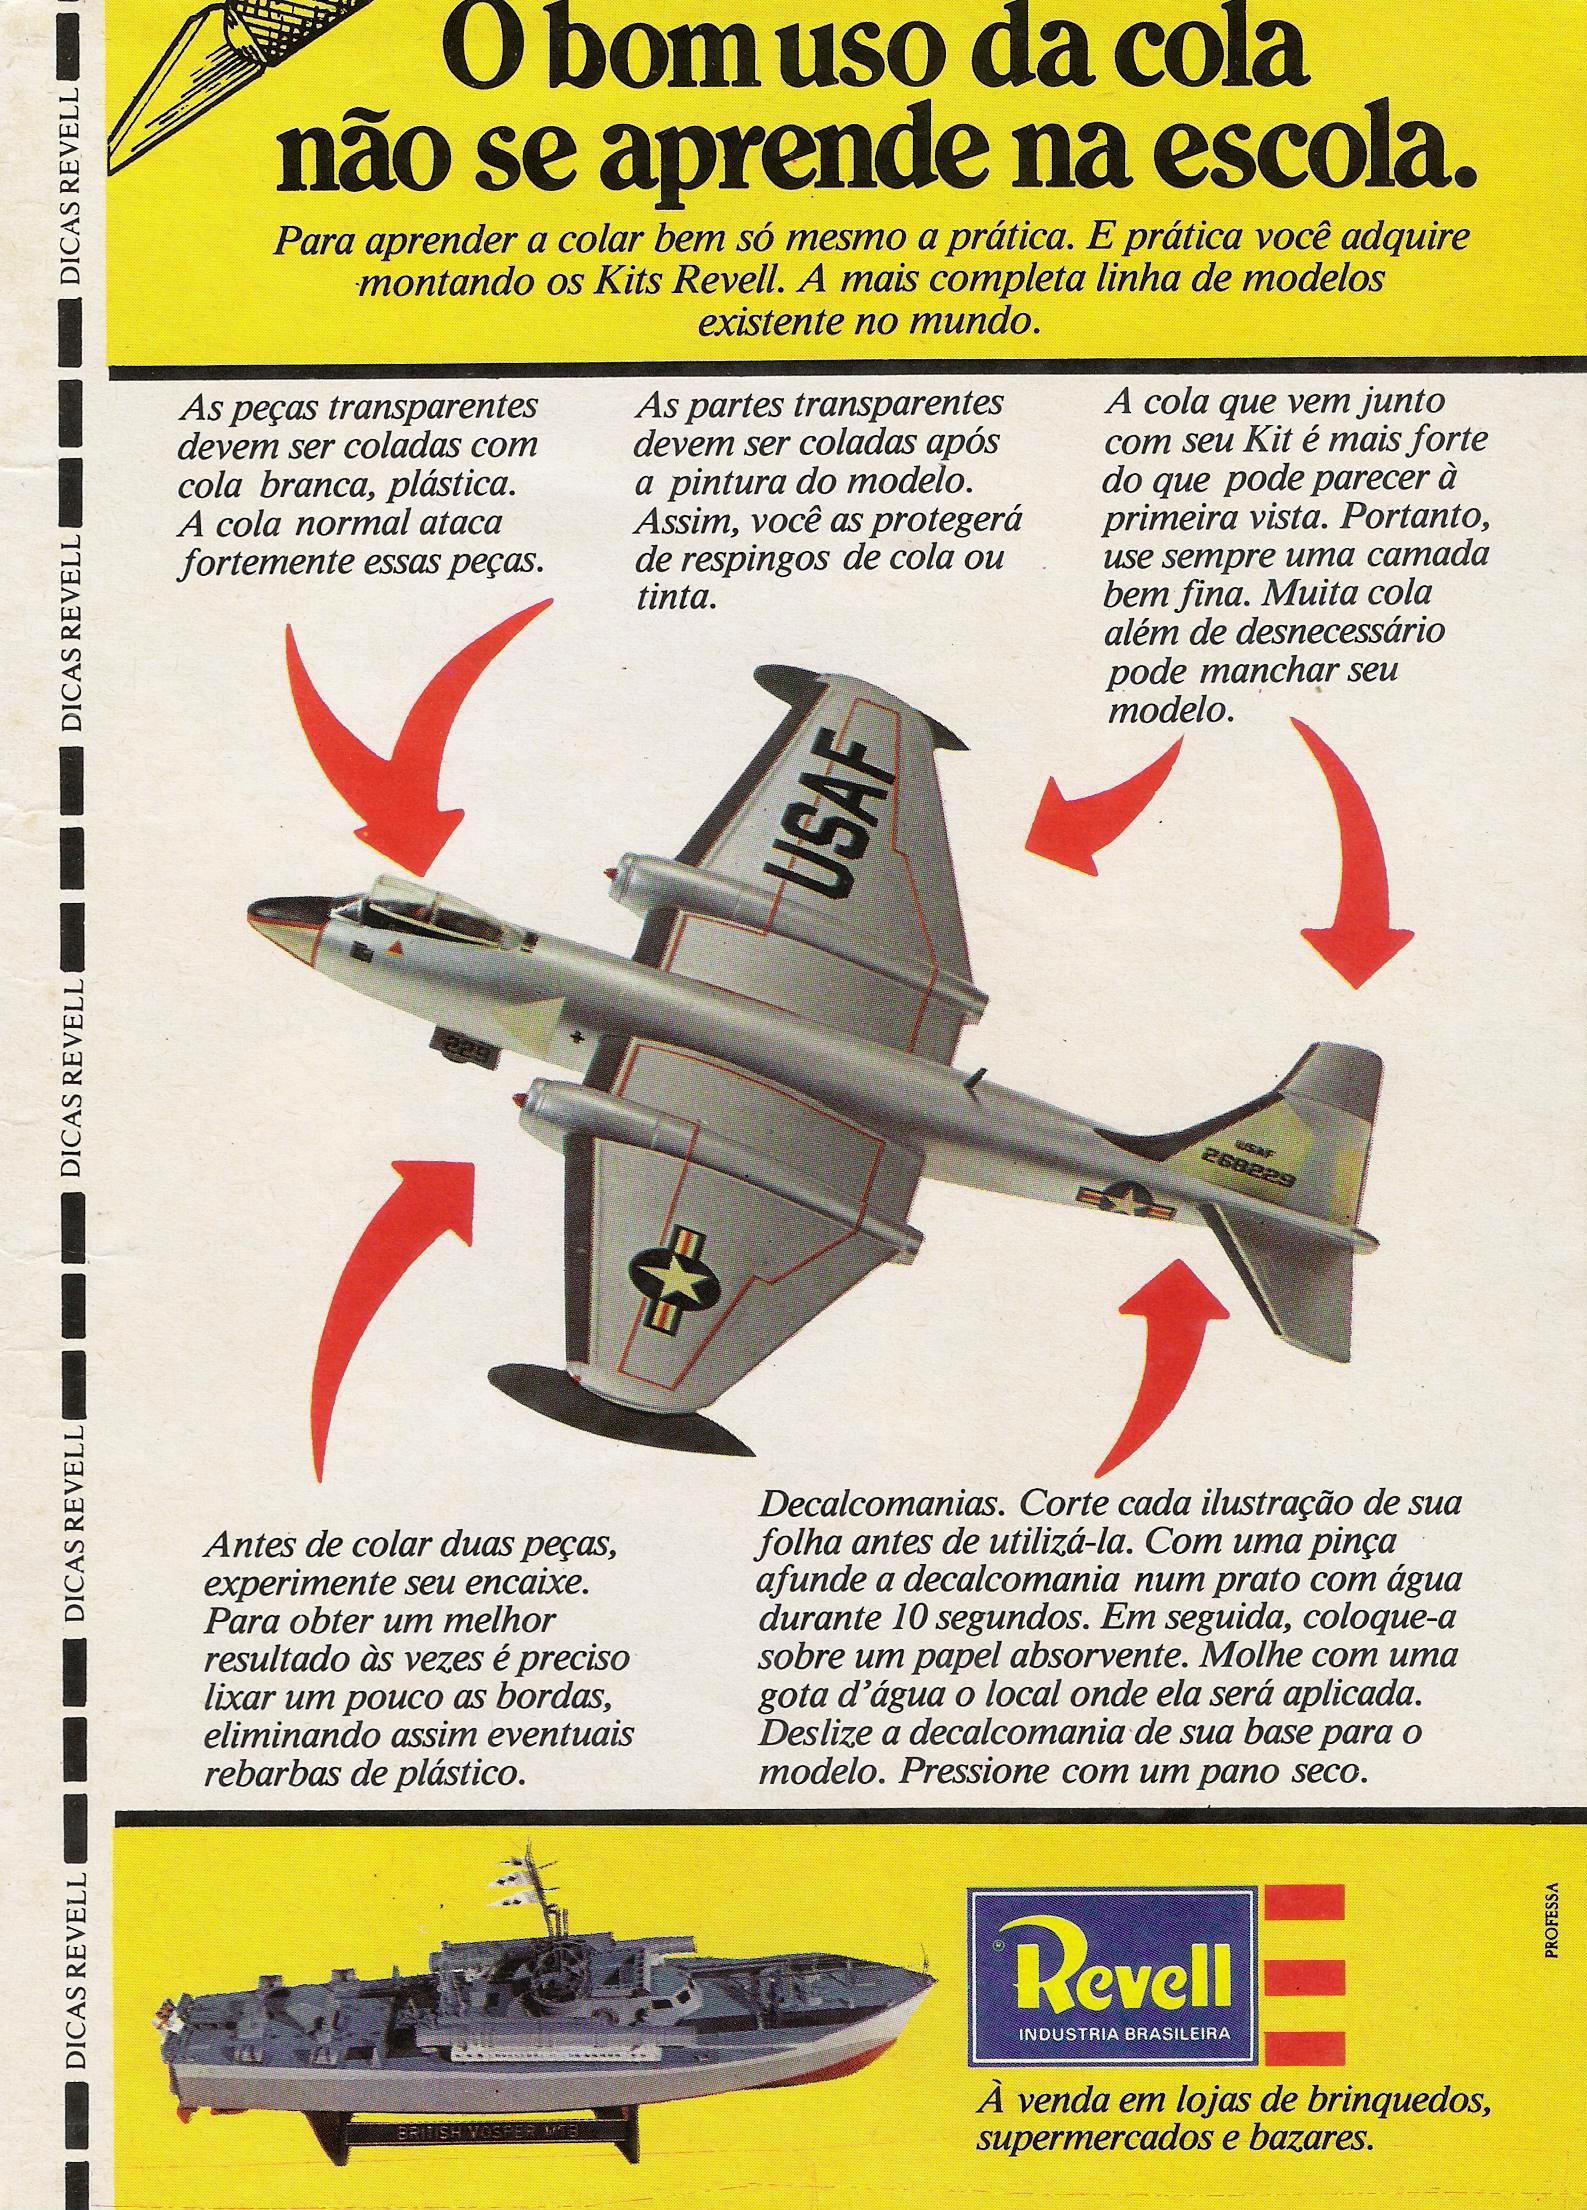 O bom uso da cola
não se aprende na escola.
Para aprender a colar bem só mesmo a prática. E prática você adquire
montando os Kits Revell. A mais completa linha de modelos
existente no mundo.
As peças transparentes
devem ser coladas com
cola branca, plástica.
A cola normal ataca
fortemente essas peças.
As partes transparentes
devem ser coladas após
a pintura do modelo.
Assim, você as protegerá
de respingos de cola ou
tinta.
A cola que vem junto
com seu Kit é mais forte
do que pode parecer à
primeira vista. Portanto,
use sempre uma camada
bem fina. Muita cola
além de desnecessário
pode manchar seu
modelo.
USAF
229
USAF
268229
Antes de colar duas peças,
experimente seu encaixe.
Para obter um melhor
resultado às vezes é preciso
lixar um pouco as bordas,
eliminando assim eventuais
rebarbas de plástico.
Decalcomanias. Corte cada ilustração de sua
folha antes de utilizá-la. Com uma pinça
afunde a decalcomania num prato com água
durante 10 segundos. Em seguida, coloque-a
sobre um papel absorvente. Molhe com uma
gota d'água o local onde ela será aplicada.
Deslize a decalcomania de sua base para o
modelo. Pressione com um pano seco.
BRITISH VOSPER MTB
® Revell
INDUSTRIA BRASILEIRA
À venda em lojas de brinquedos,
supermercados e bazares.
PROFESSA
DICAS REVELL
DICAS REVELL
DICAS REVELL
DICAS REVELL
DICAS REVELL